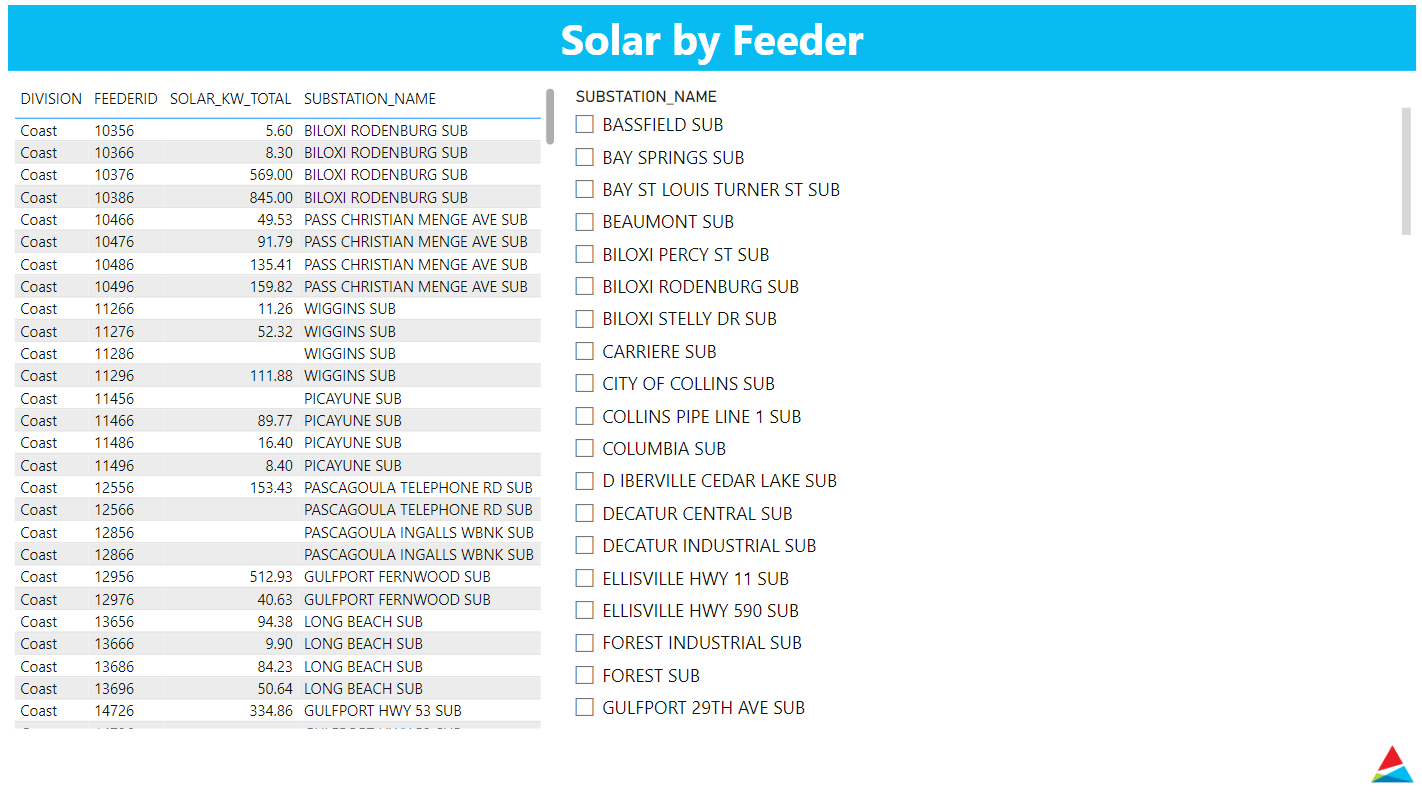 Solar by Feeder
DIVISION FEEDERID SOLAR_KW_TOTAL SUBSTATION_NAME
Coast 10356 5.60 BILOXI RODENBURG SUB
Coast 10366 8.30 BILOXI RODENBURG SUB
Coast 10376 569.00 BILOXI RODENBURG SUB
Coast 10386 845.00 BILOXI RODENBURG SUB
Coast 10466 49.53 PASS CHRISTIAN MENGE AVE SUB
Coast 10476 91.79 PASS CHRISTIAN MENGE AVE SUB
Coast 10486 135.41 PASS CHRISTIAN MENGE AVE SUB
Coast 10496 159.82 PASS CHRISTIAN MENGE AVE SUB
Coast 11266 11.26 WIGGINS SUB
Coast 11276 52.32 WIGGINS SUB
Coast 11286 WIGGINS SUB
Coast 11296 111.88 WIGGINS SUB
Coast 11456 PICAYUNE SUB
Coast 11466 89.77 PICAYUNE SUB
Coast 11486 16.40 PICAYUNE SUB
Coast 11496 8.40 PICAYUNE SUB
Coast 12556 153.43 PASCAGOULA TELEPHONE RD SUB
Coast 12566 PASCAGOULA TELEPHONE RD SUB
Coast 12856 PASCAGOULA INGALLS WBNK SUB
Coast 12866 PASCAGOULA INGALLS WBNK SUB
Coast 12956 512.93 GULFPORT FERNWOOD SUB
Coast 12976 40.63 GULFPORT FERNWOOD SUB
Coast 13656 94.38 LONG BEACH SUB
Coast 13666 9.90 LONG BEACH SUB
Coast 13686 84.23 LONG BEACH SUB
Coast 13696 50.64 LONG BEACH SUB
Coast 14726 334.86 GULFPORT HWY 53 SUB
SUBSTATION_NAME
BASSFIELD SUB
BAY SPRINGS SUB
BAY ST LOUIS TURNER ST SUB
BEAUMONT SUB
BILOXI PERCY ST SUB
BILOXI RODENBURG SUB
BILOXI STELLY DR SUB
CARRIERE SUB
CITY OF COLLINS SUB
COLLINS PIPE LINE 1 SUB
COLUMBIA SUB
D IBERVILLE CEDAR LAKE SUB
DECATUR CENTRAL SUB
DECATUR INDUSTRIAL SUB
ELLISVILLE HWY 11 SUB
ELLISVILLE HWY 590 SUB
FOREST INDUSTRIAL SUB
FOREST SUB
GULFPORT 29TH AVE SUB